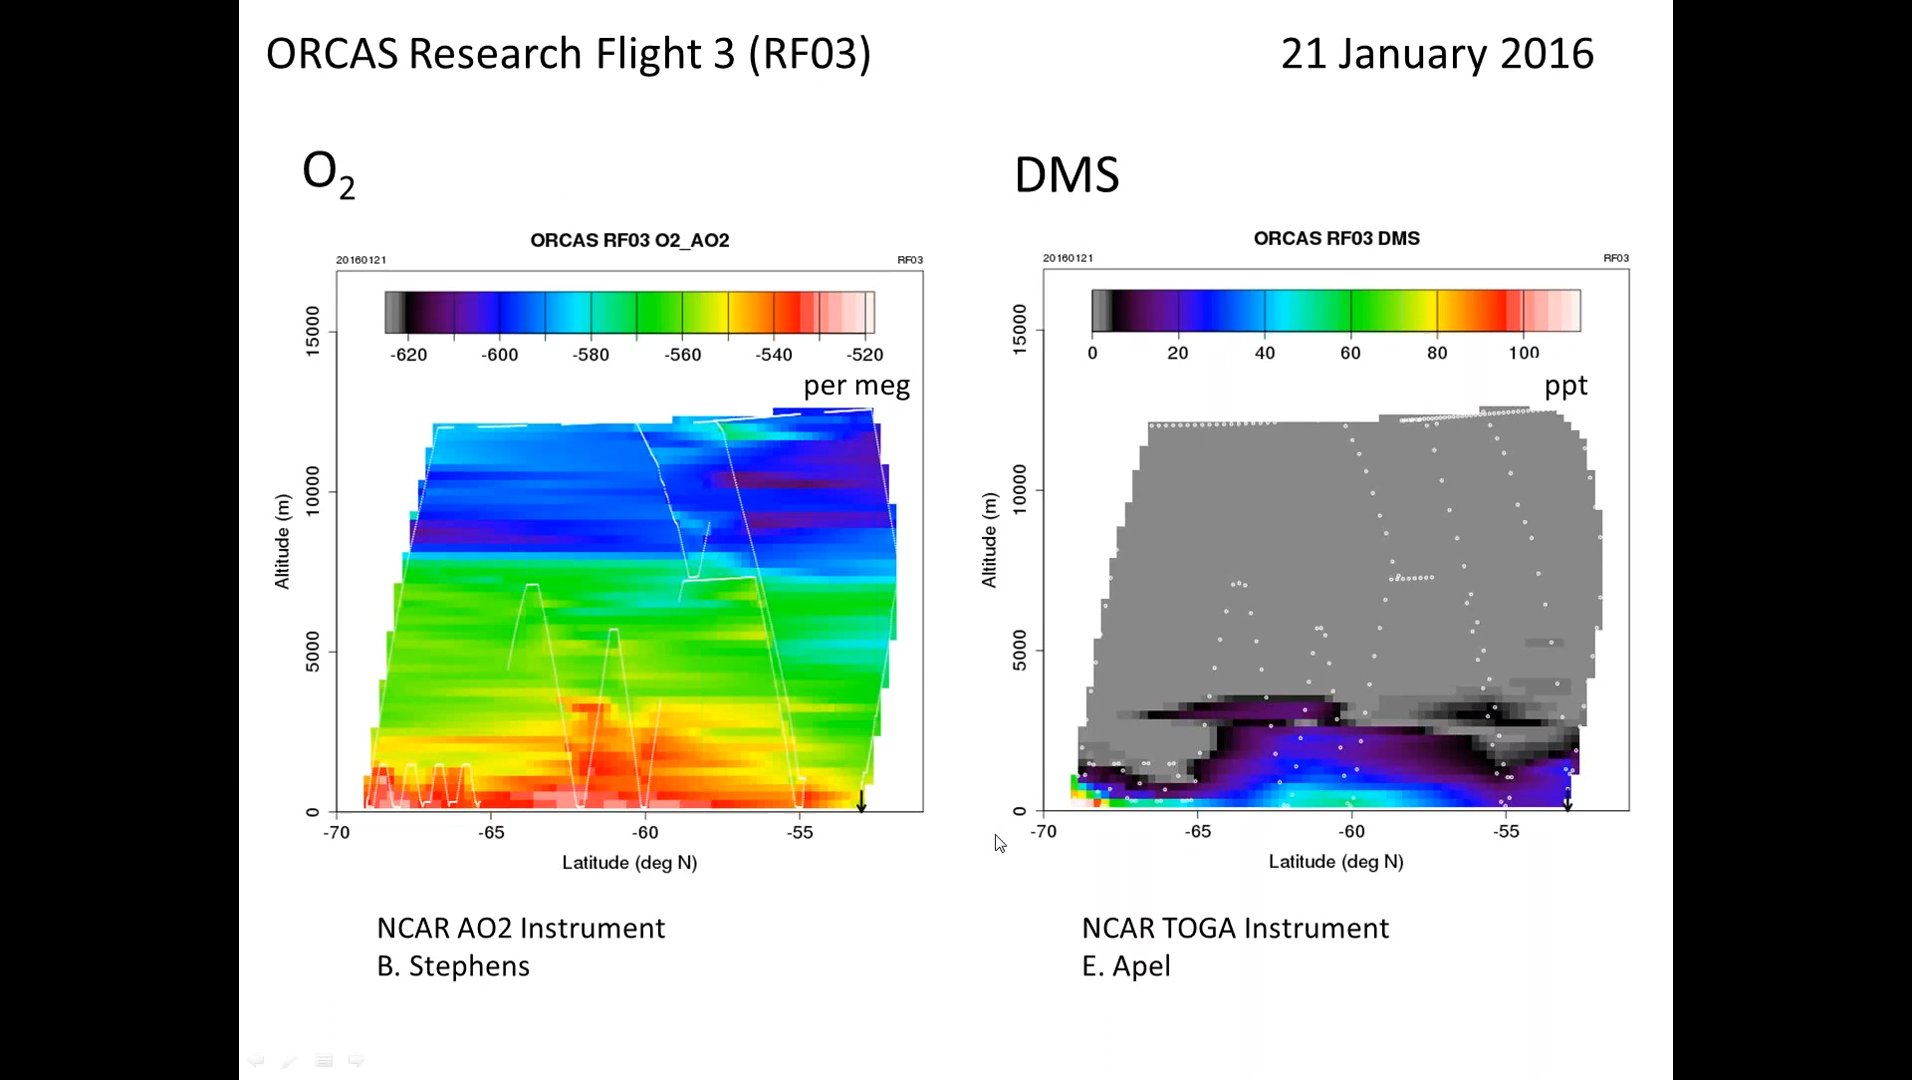 ORCAS Research Flight 3 (RF03)
21 January 2016
O₂
DMS
ORCAS RF03 O2_AO2
20160121
RF03
-620 -600 -580 -560 -540 -520
per meg
15000
10000
5000
0
Altitude (m)
-70 -65 -60 -55
Latitude (deg N)
NCAR AO2 Instrument
B. Stephens
ORCAS RF03 DMS
20160121
RF03
0 20 40 60 80 100
ppt
15000
10000
5000
0
Altitude (m)
-70 -65 -60 -55
Latitude (deg N)
NCAR TOGA Instrument
E. Apel